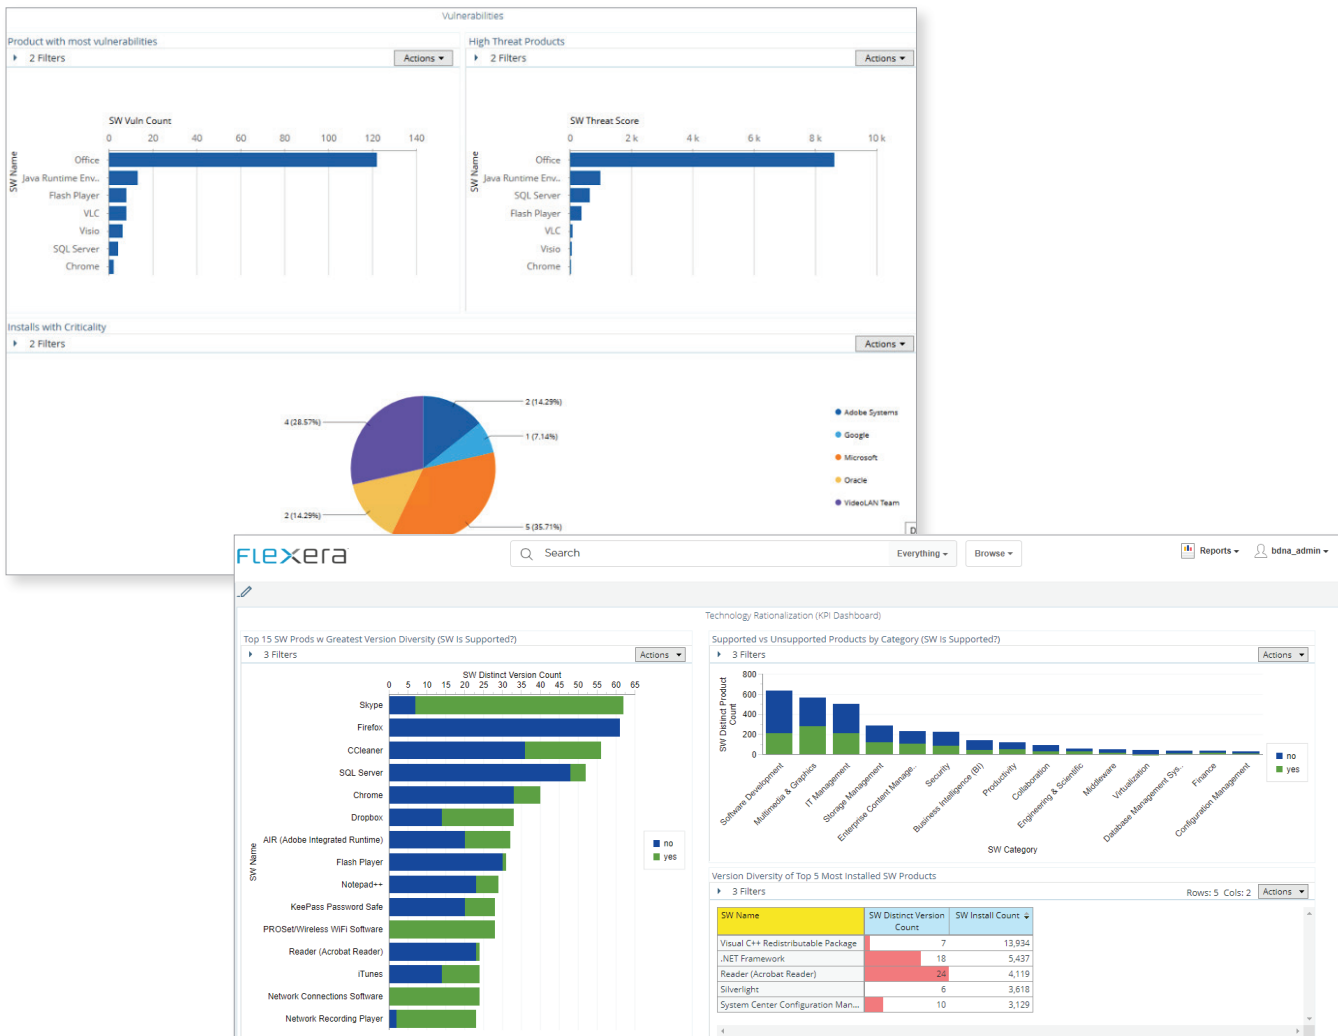 Vulnerabilities
Product with most vulnerabilities
2 Filters
Actions
SW Vuln Count
0 20 40 60 80 100 120 140
SW Name
Office
Java Runtime Env..
Flash Player
VLC
Visio
SQL Server
Chrome
High Threat Products
2 Filters
Actions
SW Threat Score
0 2 k 4 k 6 k 8 k 10 k
SW Name
Office
Java Runtime Env..
SQL Server
Flash Player
VLC
Visio
Chrome
Installs with Criticality
2 Filters
Actions
2 (14.29%)
4 (28.57%)
1 (7.14%)
2 (14.29%)
5 (35.71%)
Adobe Systems
Google
Microsoft
Oracle
VideoLAN Team
D
Flexera
Search
Everything
Browse
Reports
bdna_admin
Technology Rationalization (KPI Dashboard)
Top 15 SW Prods w Greatest Version Diversity (SW Is Supported?)
3 Filters
Actions
SW Distinct Version Count
0 5 10 15 20 25 30 35 40 45 50 55 60 65
SW Name
Skype
Firefox
CCleaner
SQL Server
Chrome
Dropbox
AIR (Adobe Integrated Runtime)
Flash Player
Notepad++
KeePass Password Safe
PROSet/Wireless WiFi Software
Reader (Acrobat Reader)
iTunes
Network Connections Software
Network Recording Player
no
yes
Supported vs Unsupported Products by Category (SW Is Supported?)
3 Filters
Actions
SW Distinct Product
Count
800
600
400
200
0
Software Development
Multimedia & Graphics
IT Management
Storage Management
Enterprise Content Manage..
Security
Business Intelligence (BI)
Productivity
Collaboration
Engineering & Scientific
Middleware
Virtualization
Database Management Sys..
Finance
Configuration Management
SW Category
no
yes
Version Diversity of Top 5 Most Installed SW Products
3 Filters
Rows: 5 Cols: 2
Actions
SW Name SW Distinct Version SW Install Count
Count
Visual C++ Redistributable Package 7 13,934
.NET Framework 18 5,437
Reader (Acrobat Reader) 24 4,119
Silverlight 6 3,618
System Center Configuration Man... 10 3,129